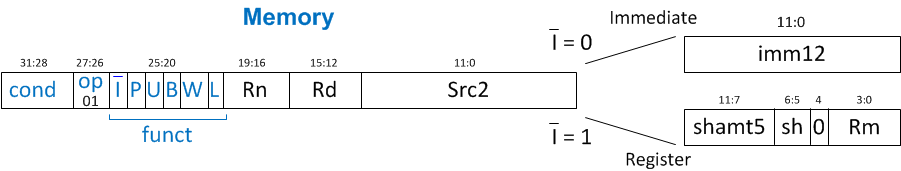 Memory
31:28 27:26 25:20 19:16 15:12 11:0
cond op 01 I̅ P U B W L Rn Rd Src2
funct
I̅ = 0
Immediate
11:0
imm12
I̅ = 1
Register
11:7 6:5 4 3:0
shamt5 sh 0 Rm